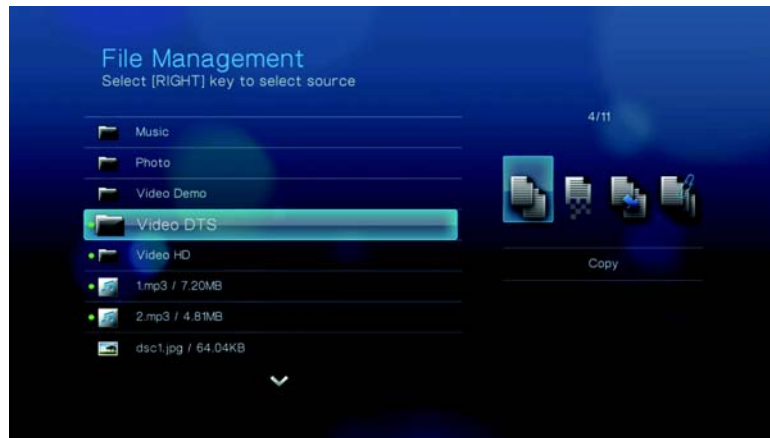 File Management
Select [RIGHT] key to select source
4/11
Music
Photo
Video Demo
Video DTS
Video HD
1.mp3 / 7.20MB
2.mp3 / 4.81MB
dsc1.jpg / 64.04KB
Copy